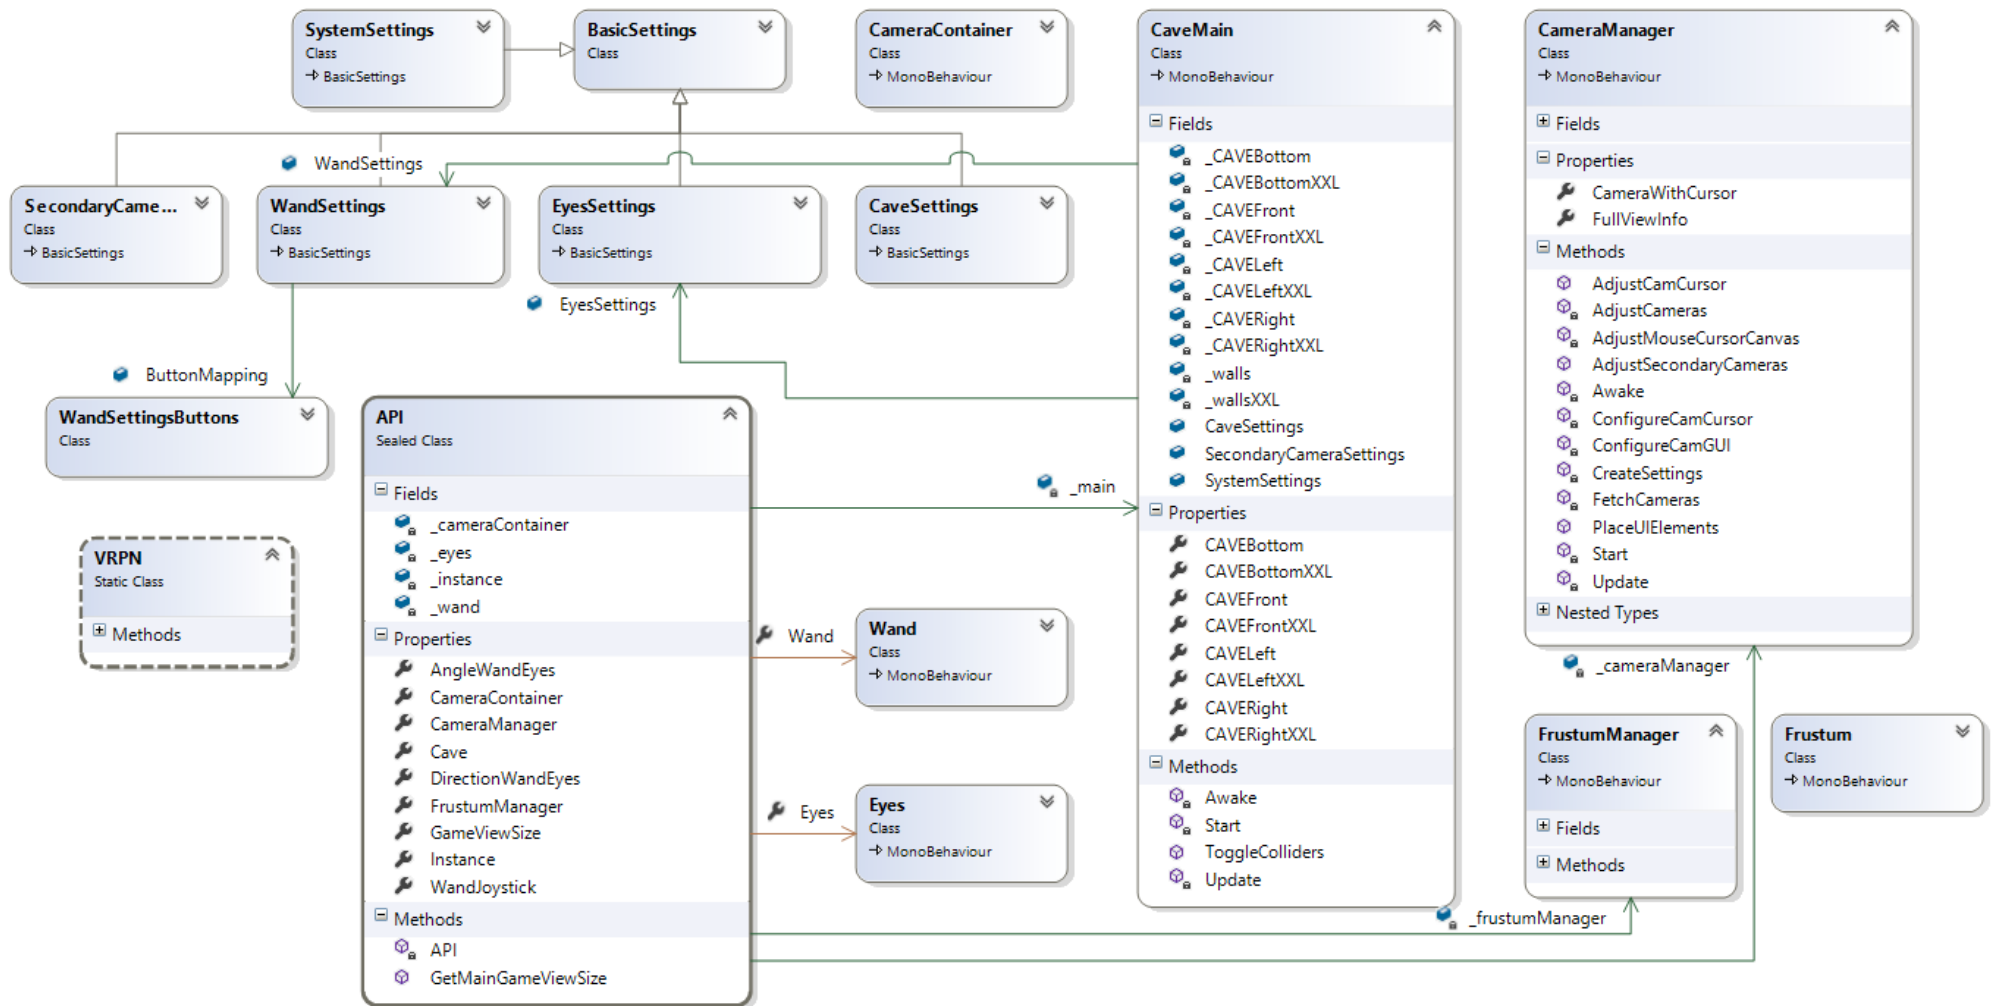 SystemSettings
Class
BasicSettings
BasicSettings
Class
CameraContainer
Class
MonoBehaviour
CaveMain
Class
MonoBehaviour
Fields
_CAVEBottom
_CAVEBottomXXL
_CAVEFront
_CAVEFrontXXL
_CAVELeft
_CAVELeftXXL
_CAVERight
_CAVERightXXL
_walls
_wallsXXL
CaveSettings
SecondaryCameraSettings
SystemSettings
Properties
CAVEBottom
CAVEBottomXXL
CAVEFront
CAVEFrontXXL
CAVELeft
CAVELeftXXL
CAVERight
CAVERightXXL
Methods
Awake
Start
ToggleColliders
Update
CameraManager
Class
MonoBehaviour
Fields
Properties
CameraWithCursor
FullViewInfo
Methods
AdjustCamCursor
AdjustCameras
AdjustMouseCursorCanvas
AdjustSecondaryCameras
Awake
ConfigureCamCursor
ConfigureCamGUI
CreateSettings
FetchCameras
PlaceUIElements
Start
Update
Nested Types
WandSettings
SecondaryCame...
Class
BasicSettings
WandSettings
Class
BasicSettings
EyesSettings
Class
BasicSettings
CaveSettings
Class
BasicSettings
EyesSettings
ButtonMapping
WandSettingsButtons
Class
API
Sealed Class
Fields
_cameraContainer
_eyes
_instance
_wand
Properties
AngleWandEyes
CameraContainer
CameraManager
Cave
DirectionWandEyes
FrustumManager
GameViewSize
Instance
WandJoystick
Methods
API
GetMainGameViewSize
_main
VRPN
Static Class
Methods
Wand
Wand
Class
MonoBehaviour
Eyes
Eyes
Class
MonoBehaviour
_cameraManager
FrustumManager
Class
MonoBehaviour
Fields
Methods
Frustum
Class
MonoBehaviour
_frustumManager